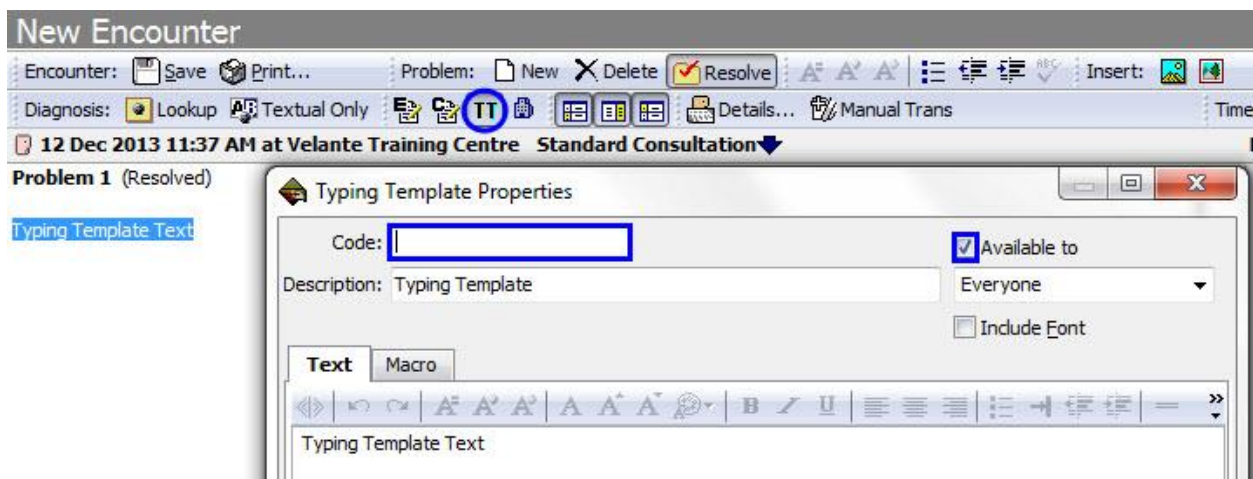 New Encounter
Encounter: Save Print... Problem: New Delete Resolve Insert:
Diagnosis: Lookup Textual Only TT Details... Manual Trans Time
12 Dec 2013 11:37 AM at Velante Training Centre Standard Consultation
Problem 1 (Resolved)
Typing Template Text
Typing Template Properties
Code:
Available to
Description: Typing Template
Everyone
Include Font
Text Macro
B I U
Typing Template Text